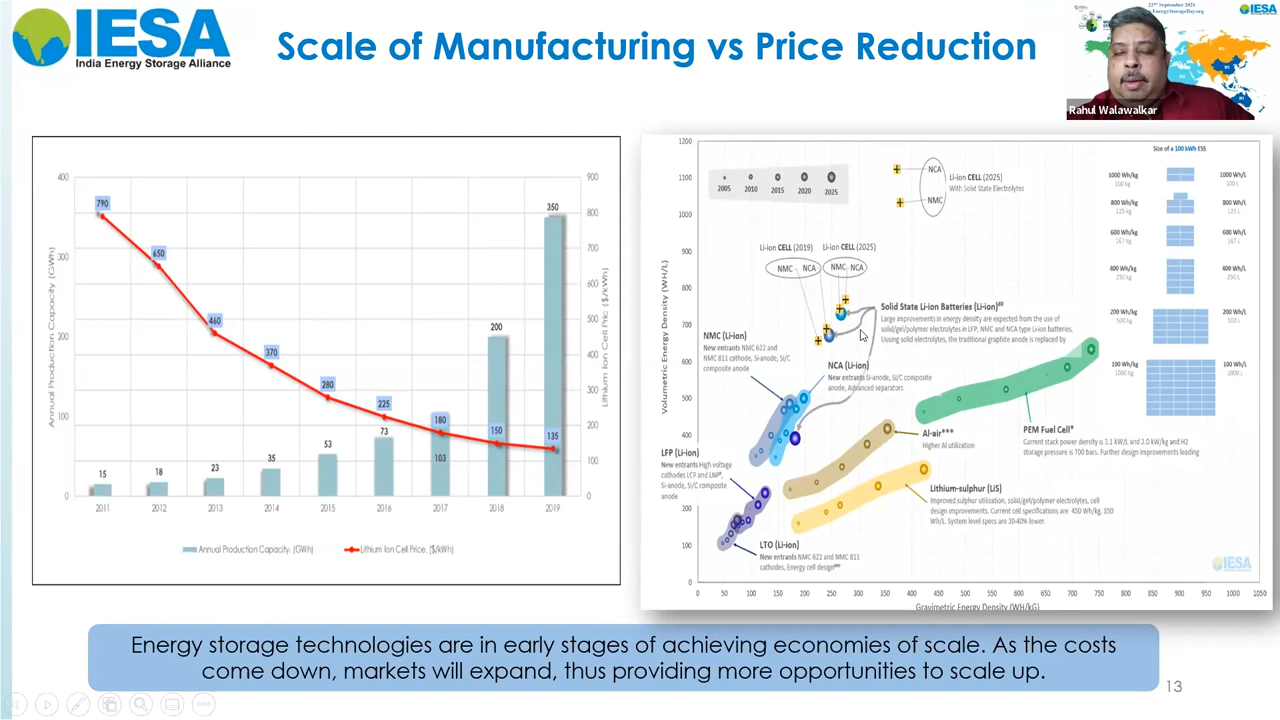 IESA
India Energy Storage Alliance
Scale of Manufacturing vs Price Reduction
22nd September 2021
EnergyStorageDay.org
IESA
Rahul Walawalkar
Annual Production Capacity (GWh)
400
300
200
100
0
900
800
700
600
500
400
300
200
100
0
Lithium Ion Cell Pric (3/kWh)
790
650
460
370
280
225
180
150
135
15
18
23
35
53
73
103
200
350
2011 2012 2013 2014 2015 2016 2017 2018 2019
Annual Production Capacity. (GWh)
Lithium Ion Cell Price. ($/kWh)
Volumetric Energy Density (WH/L)
1200
1100
1000
900
800
700
600
500
400
200
100
0
2005 2010 2015 2020 2025
NCA
NMC
Li-ion CELL (2025)
With Solid State Electrolytes
Li-ion CELL (2019)
NMC NCA
Li-ion CELL (2025)
NMC NCA
Solid State Li-ion Batteries (Li-ion)##
Large improvements in energy density are expected from the use of
solid/gel/polymer electrolytes in LFP, NMC and NCA type Li-ion batteries.
Uusing solid electrolytes, the traditional graphite anode is replaced by
NMC (Li-ion)
New entrants NMC 622 and
NMC 811 cathode, Si-anode, Si/C
composite anode
NCA (Li-ion)
New entrants Si-anode, Si/C composite
anode, Advanced separators
LFP (Li-ion)
New entrants High voltage
cathodes LCP and LNP#,
Si-anode, Si/C composite
anode
LTO (Li-ion)
New entrants NMC 622 and NMC 811
cathodes, Energy cell design###
Al-air***
Higher Al utilization
PEM Fuel Cell*
Current stack power density is 3.1 kW/L and 2.0 kW/kg and H2
storage pressure is 700 bars. Further design improvements leading
Lithium-sulphur (LiS)
Improved sulphur utilization, solid/gel/polymer electrolytes, cell
design improvements. Current cell specifications are 450 Wh/kg, 350
Wh/L. System level specs are 30-40% lower.
Size of a 100 kWh ESS
1000 Wh/kg
100 kg
1000 Wh/L
100 L
800 Wh/kg
125 kg
800 Wh/L
125 L
600 Wh/kg
167 kg
600 Wh/L
167 L
400 Wh/kg
250 kg
400 Wh/L
250 L
200 Wh/kg
500 kg
200 Wh/L
500 L
100 Wh/kg
1000 kg
100 Wh/L
1000 L
IESA
0 50 100 150 200 250 300 350 400 450 500 550 600 650 700 750 800 850 900 950 1000 1050
Gravimetric Energy Density (WH/kG)
Energy storage technologies are in early stages of achieving economies of scale. As the costs
come down, markets will expand, thus providing more opportunities to scale up.
13